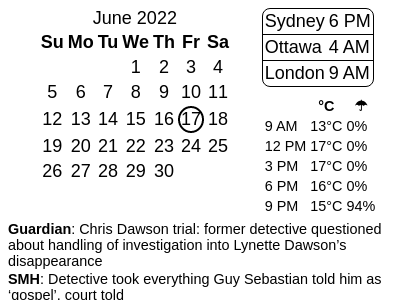 June 2022
Su Mo Tu We Th Fr Sa
1 2 3 4
5 6 7 8 9 10 11
12 13 14 15 16 17 18
19 20 21 22 23 24 25
26 27 28 29 30
Sydney 6 PM
Ottawa 4 AM
London 9 AM
°C ☂
9 AM 13°C 0%
12 PM 17°C 0%
3 PM 17°C 0%
6 PM 16°C 0%
9 PM 15°C 94%
Guardian: Chris Dawson trial: former detective questioned
about handling of investigation into Lynette Dawson’s
disappearance
SMH: Detective took everything Guy Sebastian told him as
‘gospel’, court told